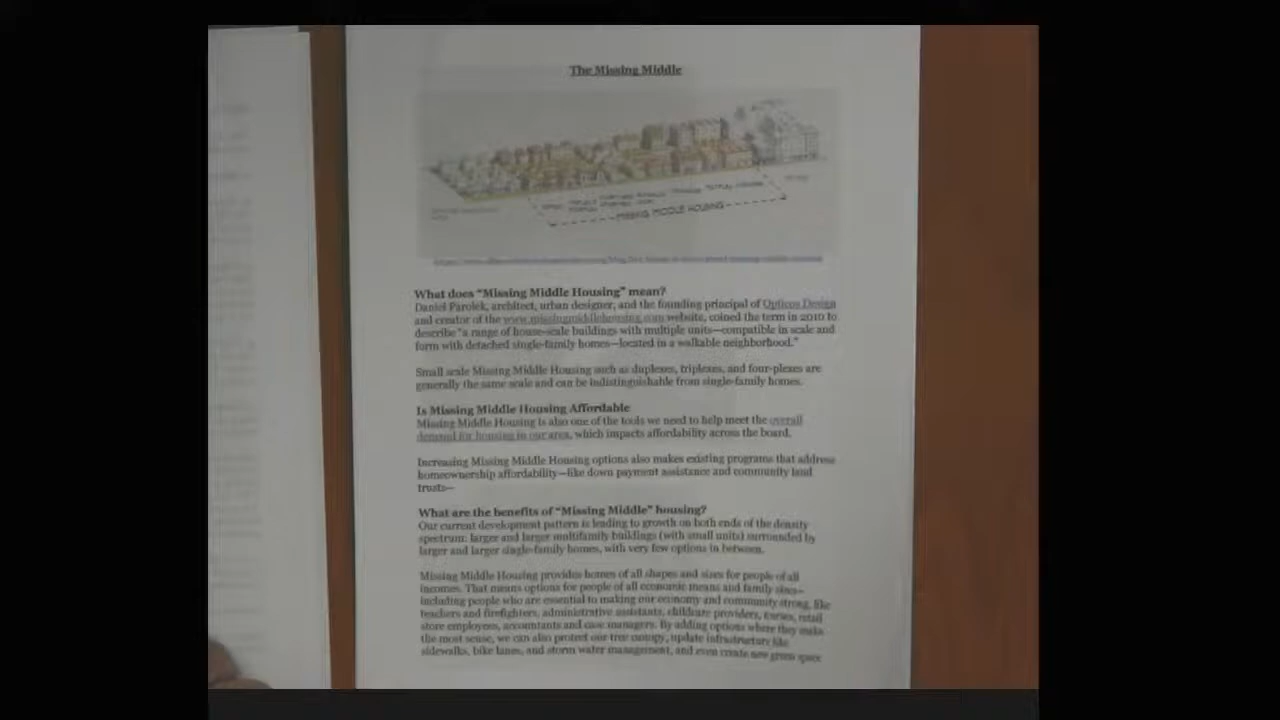 The Missing Middle
MISSING MIDDLE HOUSING
What does “Missing Middle Housing” mean?
Daniel Parolek, architect, urban designer, and the founding principal of Opticos Design
and creator of the www.missingmiddlehousing.com website, coined the term in 2010 to
describe “a range of house-scale buildings with multiple units—compatible in scale and
form with detached single-family homes—located in a walkable neighborhood.”
Small scale Missing Middle Housing such as duplexes, triplexes, and four-plexes are
generally the same scale and can be indistinguishable from single-family homes.
Is Missing Middle Housing Affordable
Missing Middle Housing is also one of the tools we need to help meet the overall
demand for housing in our area, which impacts affordability across the board.
Increasing Missing Middle Housing options also makes existing programs that address
homeownership affordability—like down payment assistance and community land
trusts—
What are the benefits of “Missing Middle” housing?
Our current development pattern is leading to growth on both ends of the density
spectrum: larger and larger multifamily buildings (with small units) surrounded by
larger and larger single-family homes, with very few options in between.
Missing Middle Housing provides homes of all shapes and sizes for people of all
incomes. That means options for people of all economic means and family sizes—
including people who are essential to making our economy and community strong, like
teachers and firefighters, administrative assistants, childcare providers, nurses, retail
store employees, accountants and case managers. By adding options where they make
the most sense, we can also protect our tree canopy, update infrastructure like
sidewalks, bike lanes, and storm water management, and even create new green space